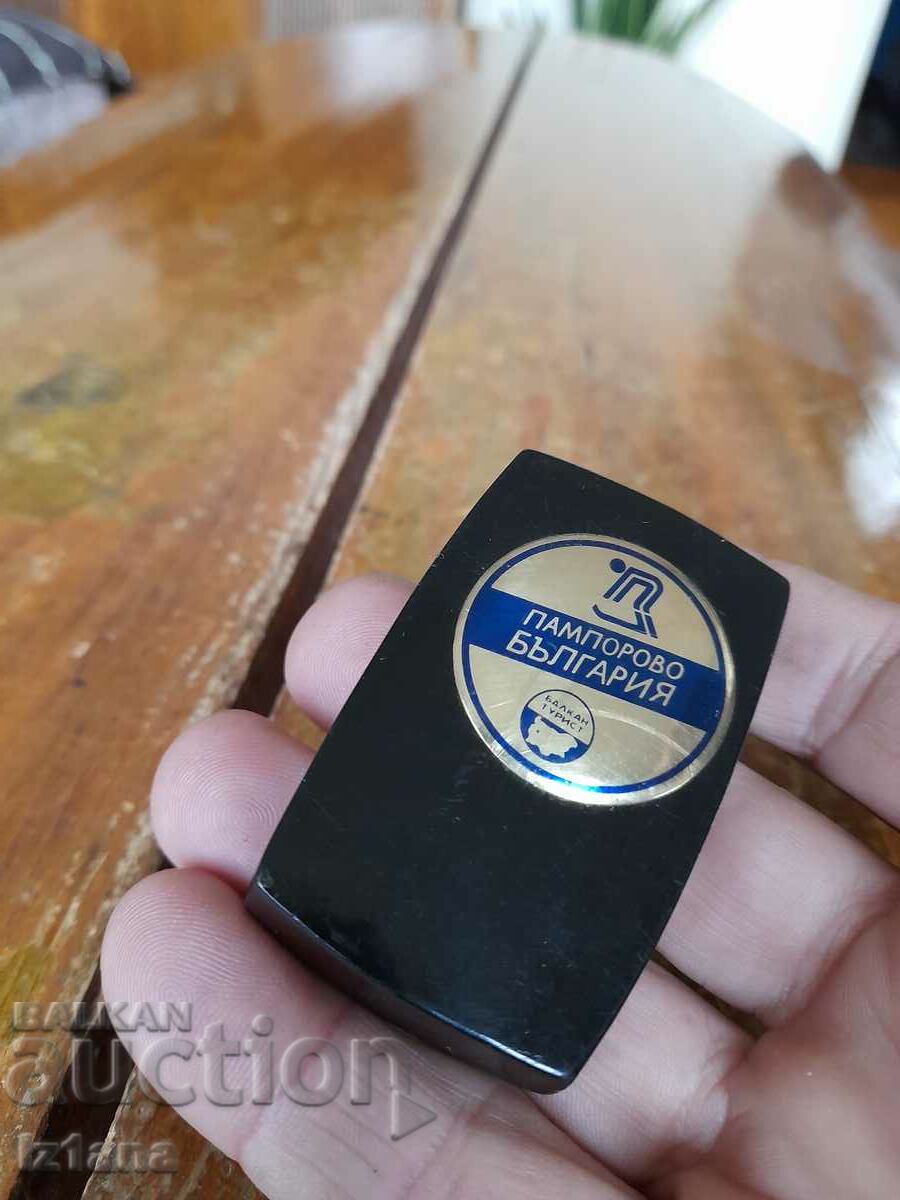 П
ПАМПОРОВО
БЪЛГАРИЯ
БАЛКАН
ТУРИСТ
BALKAN
auction
iz1ana